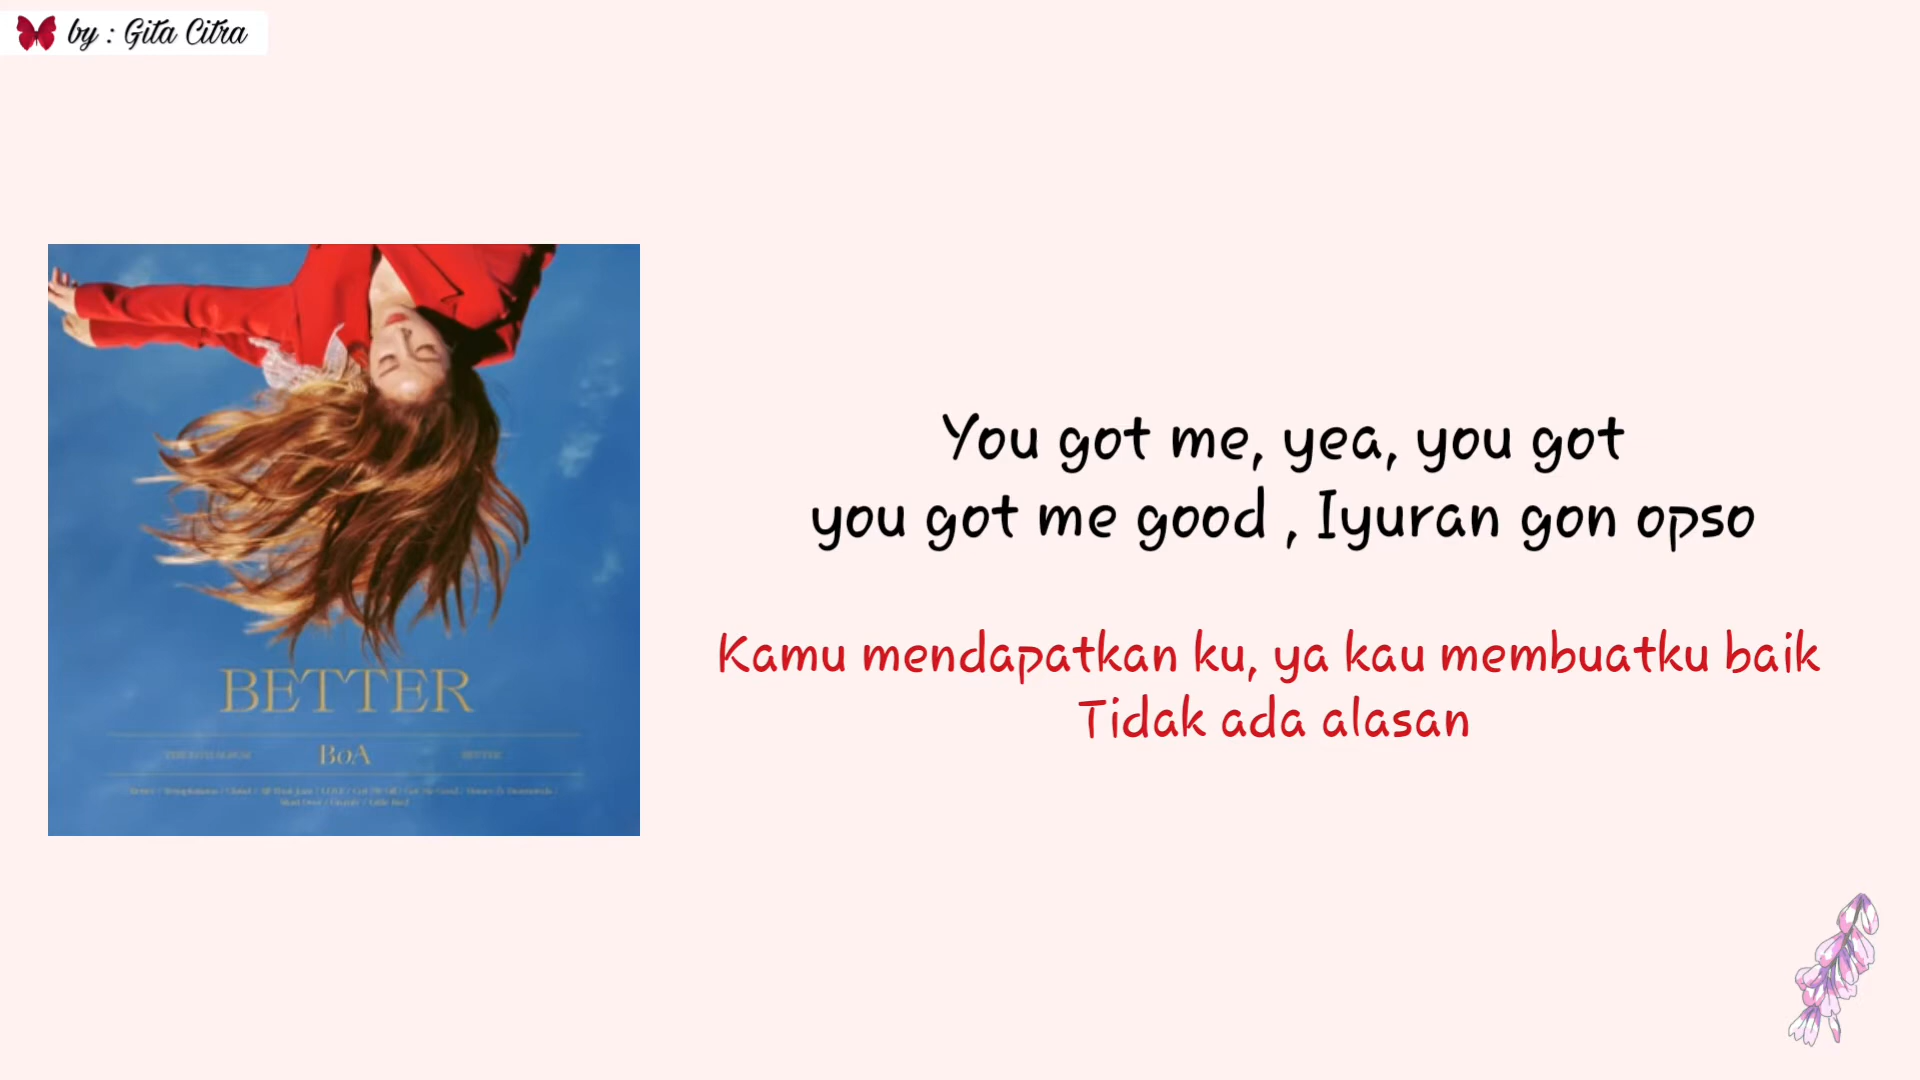 by : Gita Citra
You got me, yea, you got
you got me good , Iyuran gon opso
Kamu mendapatkan ku, ya kau membuatku baik
Tidak ada alasan
BETTER
BoA
BETTER